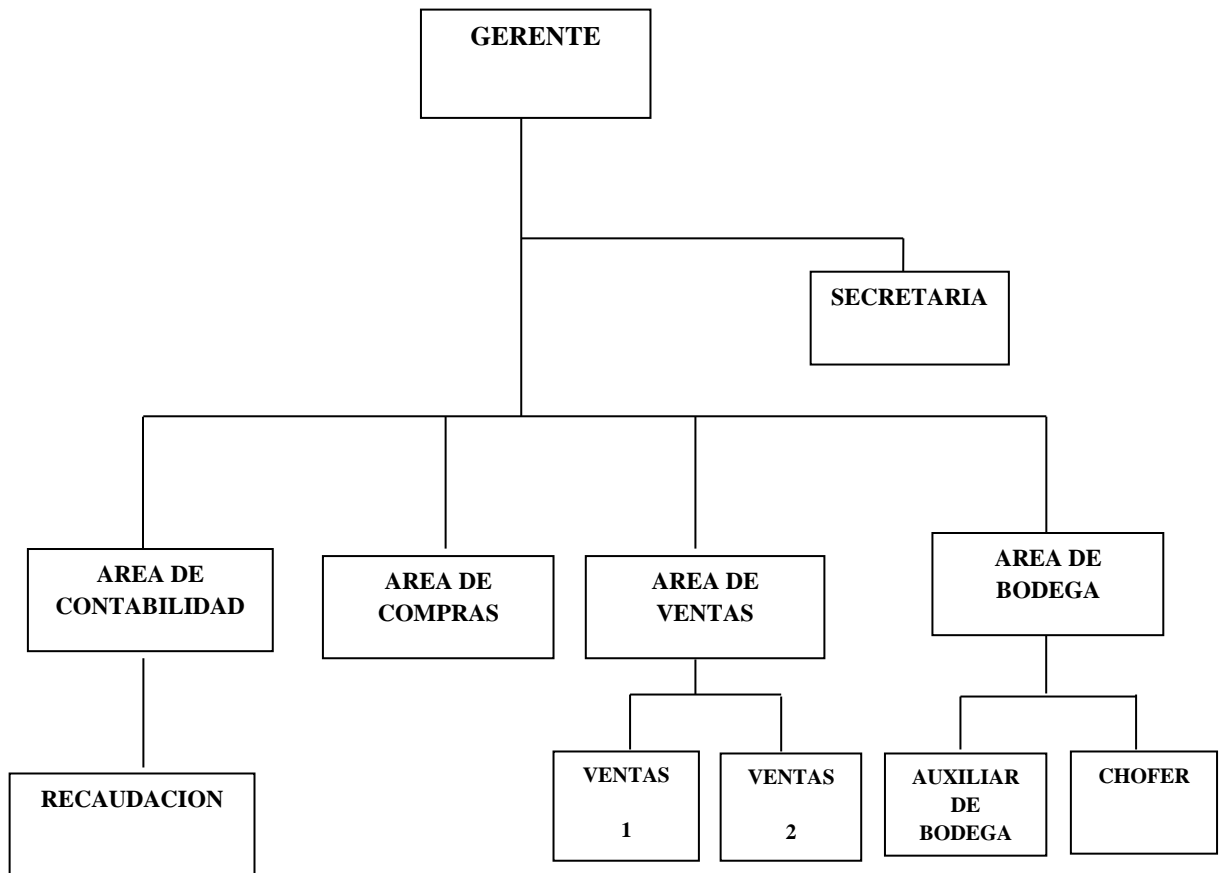 GERENTE
SECRETARIA
AREA DE
CONTABILIDAD
AREA DE
COMPRAS
AREA DE
VENTAS
AREA DE
BODEGA
RECAUDACION
VENTAS
1
VENTAS
2
AUXILIAR
DE
BODEGA
CHOFER